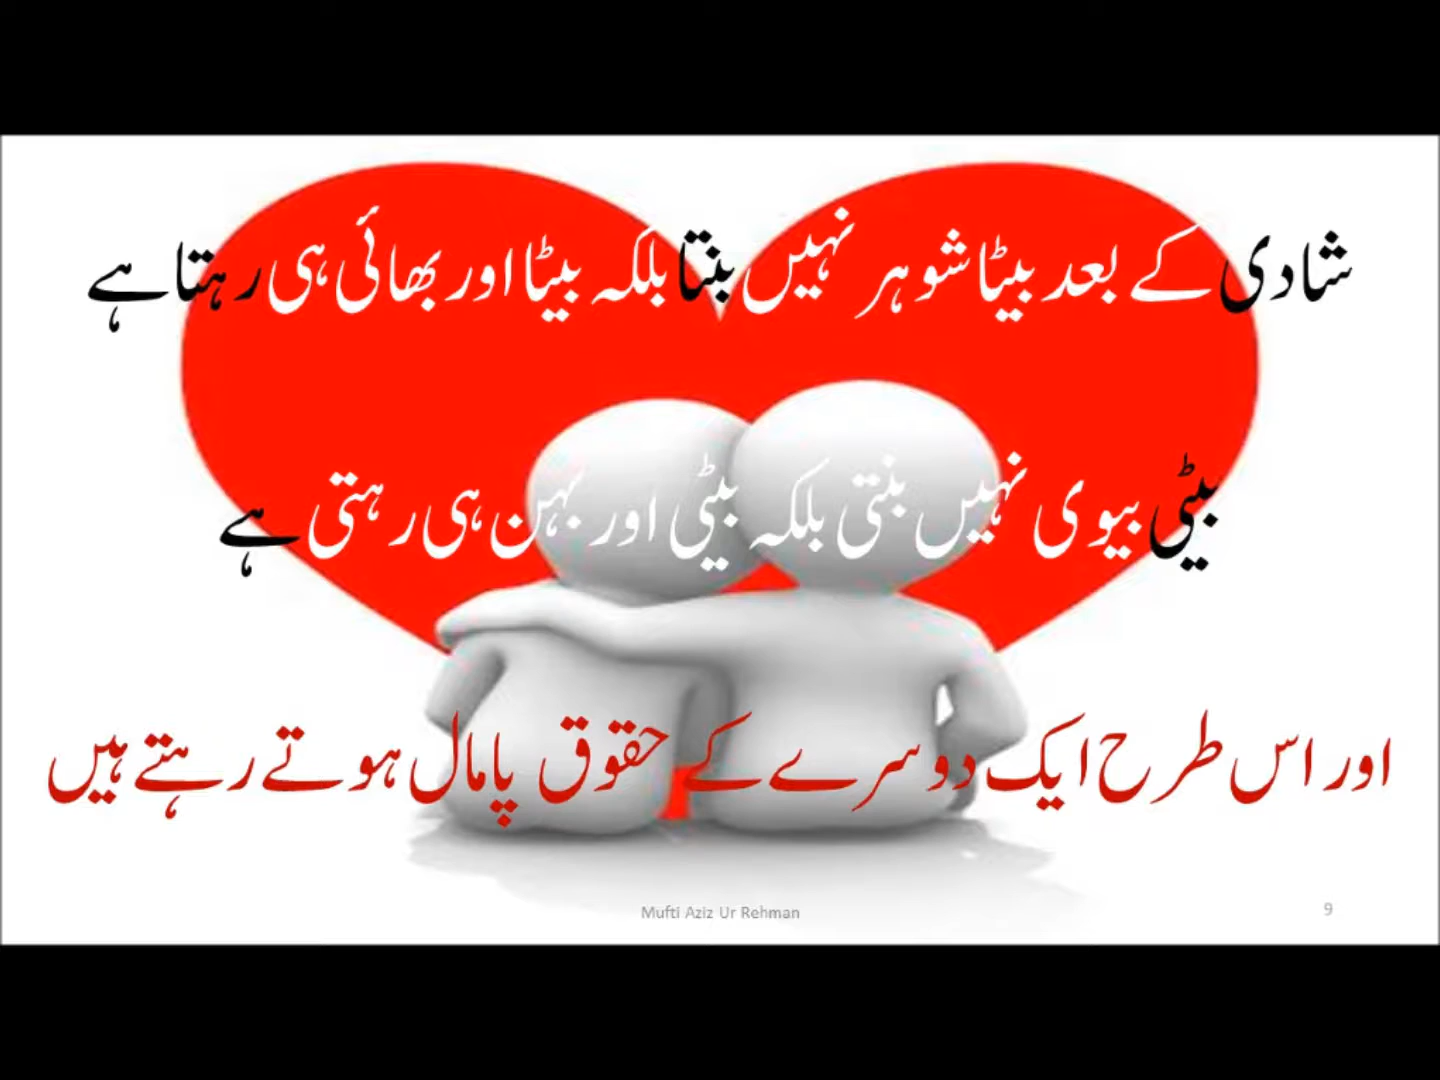 شادی کے بعد بیٹا شوہر نہیں بنتا بلکہ بیٹا اور بھائی ہی رہتا ہے
بیٹی بیوی نہیں بنتی بلکہ بیٹی اور بہن ہی رہتی ہے
اور اس طرح ایک دوسرے کے حقوق پامال ہوتے رہتے ہیں
Mufti Aziz Ur Rehman
9